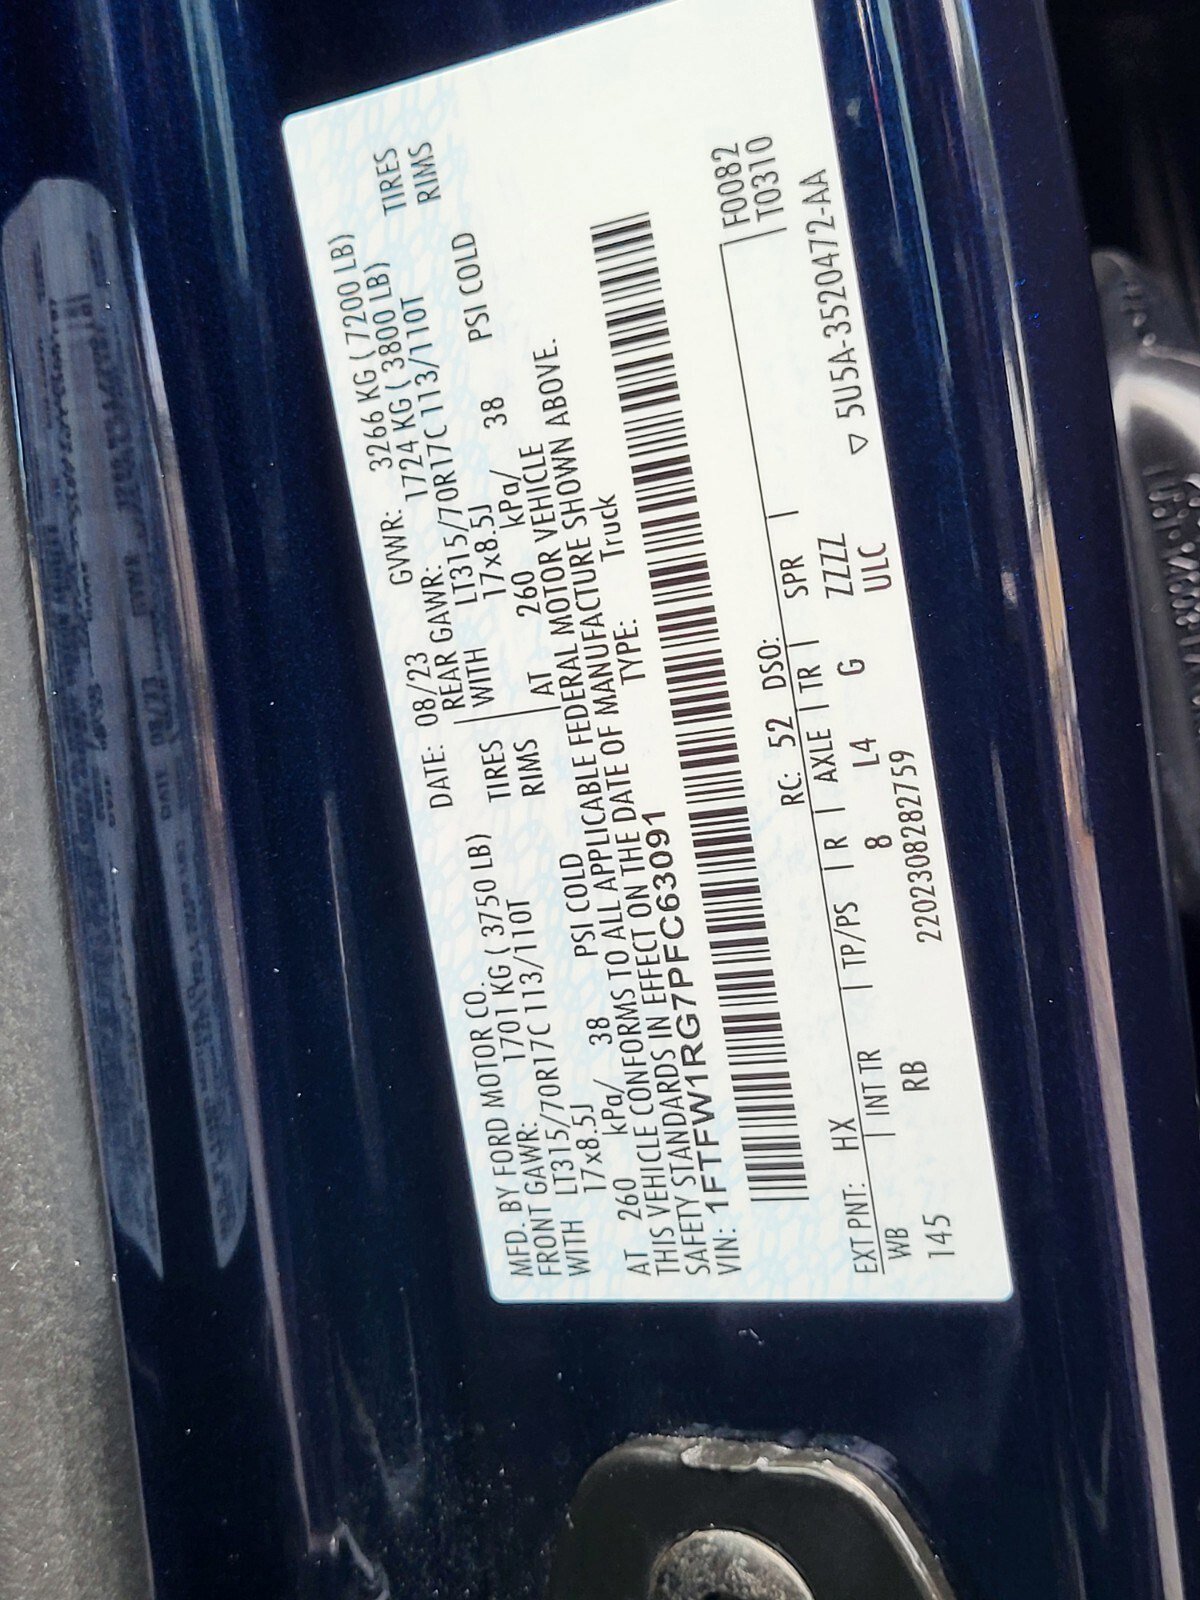 MFD. BY FORD MOTOR CO. DATE: 08/23 GVWR: 3266 KG ( 7200 LB)
FRONT GAWR: 1701 KG ( 3750 LB) REAR GAWR: 1724 KG ( 3800 LB)
WITH LT315/70R17C 113/110T TIRES WITH LT315/70R17C 113/110T TIRES
17x8.5J RIMS 17x8.5J RIMS
AT 260 kPa/ 38 PSI COLD AT 260 kPa/ 38 PSI COLD
THIS VEHICLE CONFORMS TO ALL APPLICABLE FEDERAL MOTOR VEHICLE
SAFETY STANDARDS IN EFFECT ON THE DATE OF MANUFACTURE SHOWN ABOVE.
VIN: 1FTFW1RG7PFC63091 TYPE: Truck
F0082
T0310
EXT PNT: HX RC: 52 DSO:
WB INT TR TP/PS R AXLE TR SPR
145 RB 8 L4 G ZZZZ
ULC
2202308282759
▽ 5U5A-3520472-AA